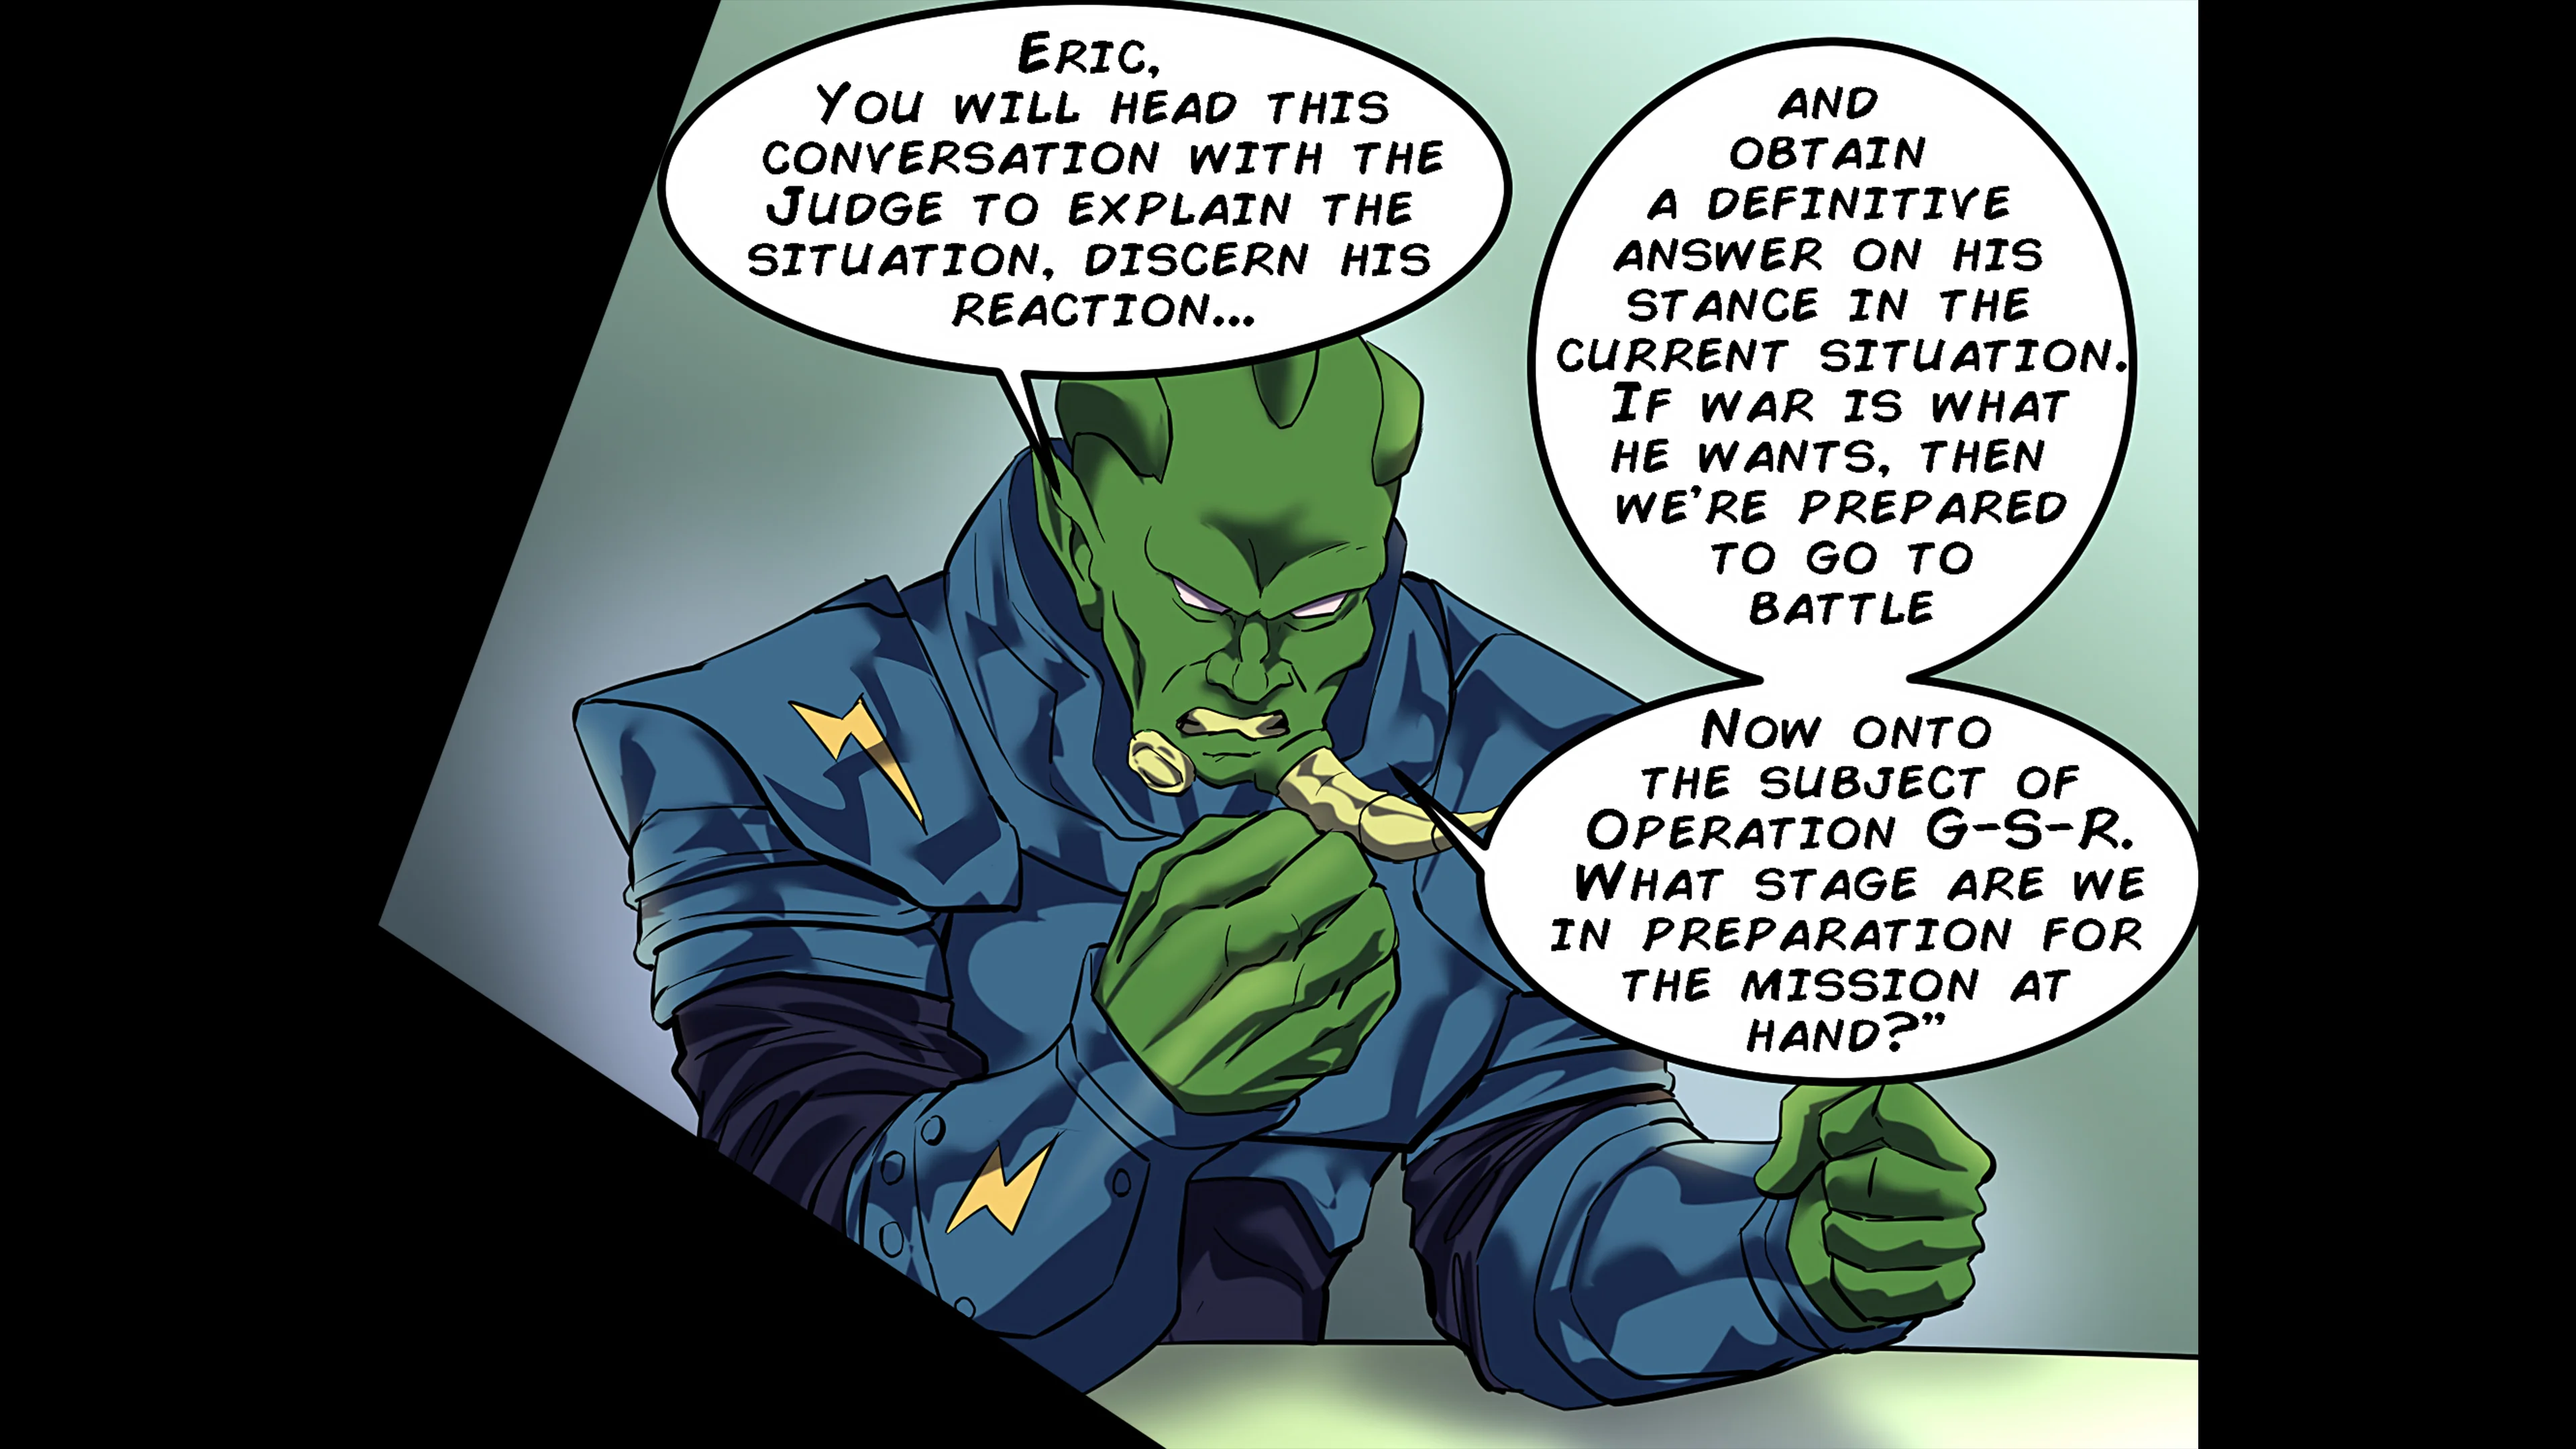 Eric,
You will head this
conversation with the
Judge to explain the
situation, discern his
reaction...
and
obtain
a definitive
answer on his
stance in the
current situation.
If war is what
he wants, then
we're prepared
to go to
battle
Now onto
the subject of
Operation G-S-R.
What stage are we
in preparation for
the mission at
hand?"